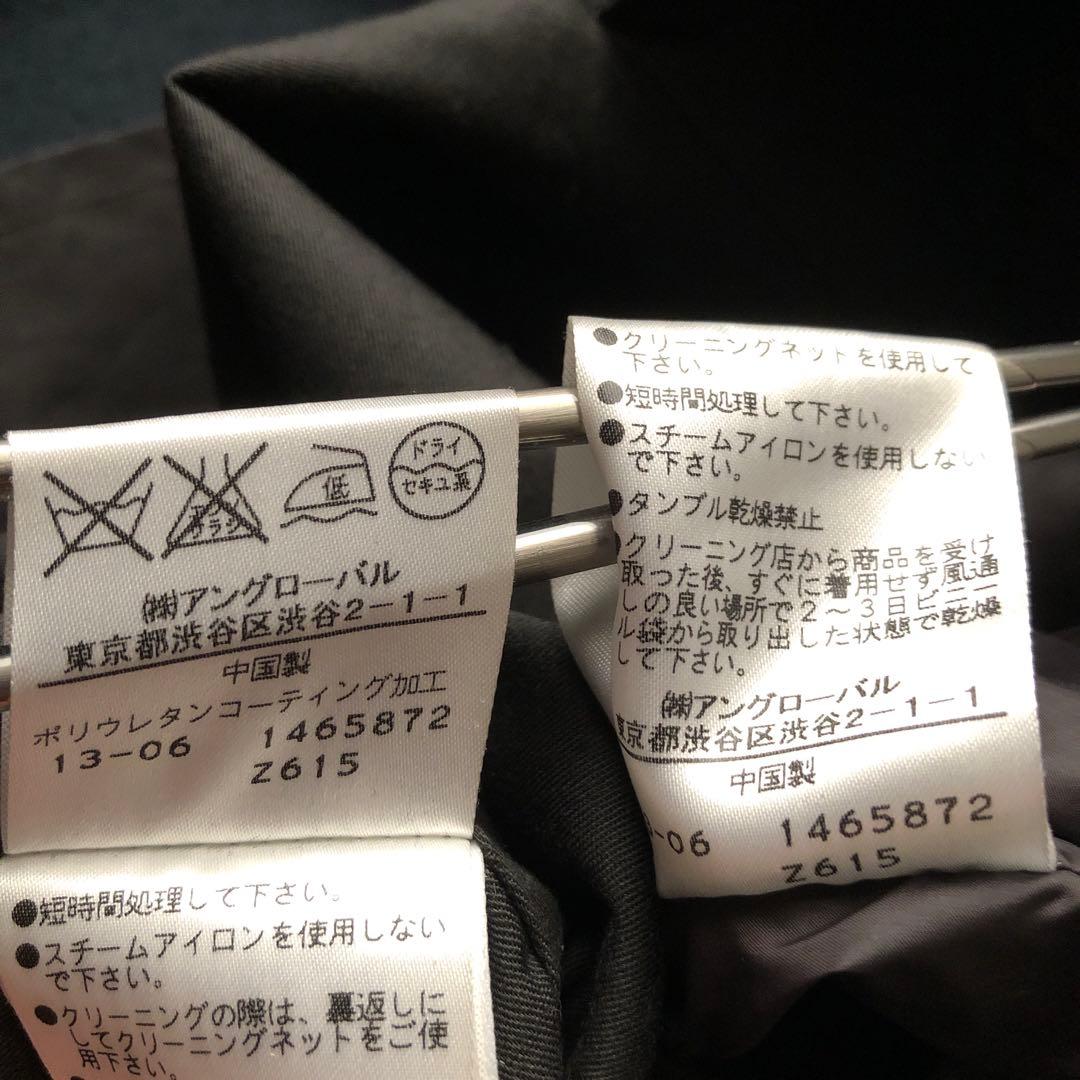 エンソサラシ
低
ドライ
セキユ系
㈱アングローバル
東京都渋谷区渋谷2-1-1
中国製
ポリウレタンコーティング加工
13-06 1465872
Z615
●短時間処理して下さい。
●スチームアイロンを使用しない
で下さい。
●クリーニングの際は、裏返しに
してクリーニングネットをご使
用下さい。
●クリーニングネットを使用して
下さい。
●短時間処理して下さい。
●スチームアイロンを使用しない
で下さい。
●タンブル乾燥禁止
●クリーニング店から商品を受け
取った後、すぐに着用せず風通
しの良い場所で2~3日ビニー
ル袋から取り出した状態で乾燥
して下さい。
㈱アングローバル
東京都渋谷区渋谷2-1-1
中国製
-06 1465872
Z615